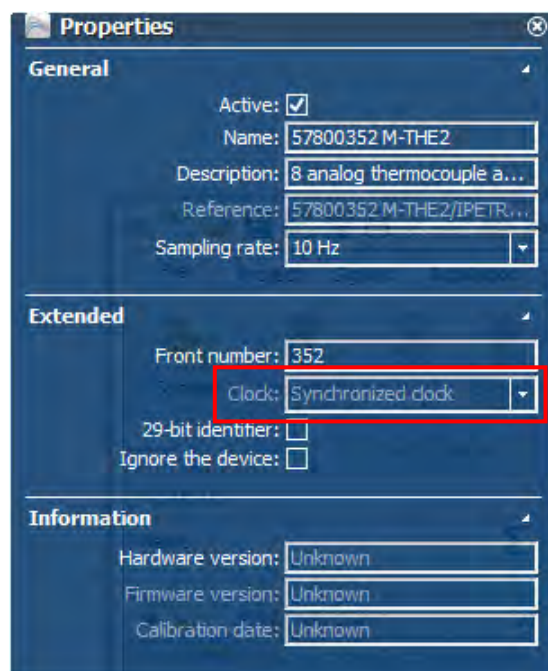 Properties
General
Active:
Name: 57800352 M-THE2
Description: 8 analog thermocouple a...
Reference: 57800352 M-THE2/IPETR...
Sampling rate: 10 Hz
Extended
Front number: 352
Clock: Synchronized clock
29-bit identifier:
Ignore the device:
Information
Hardware version: Unknown
Firmware version: Unknown
Calibration date: Unknown